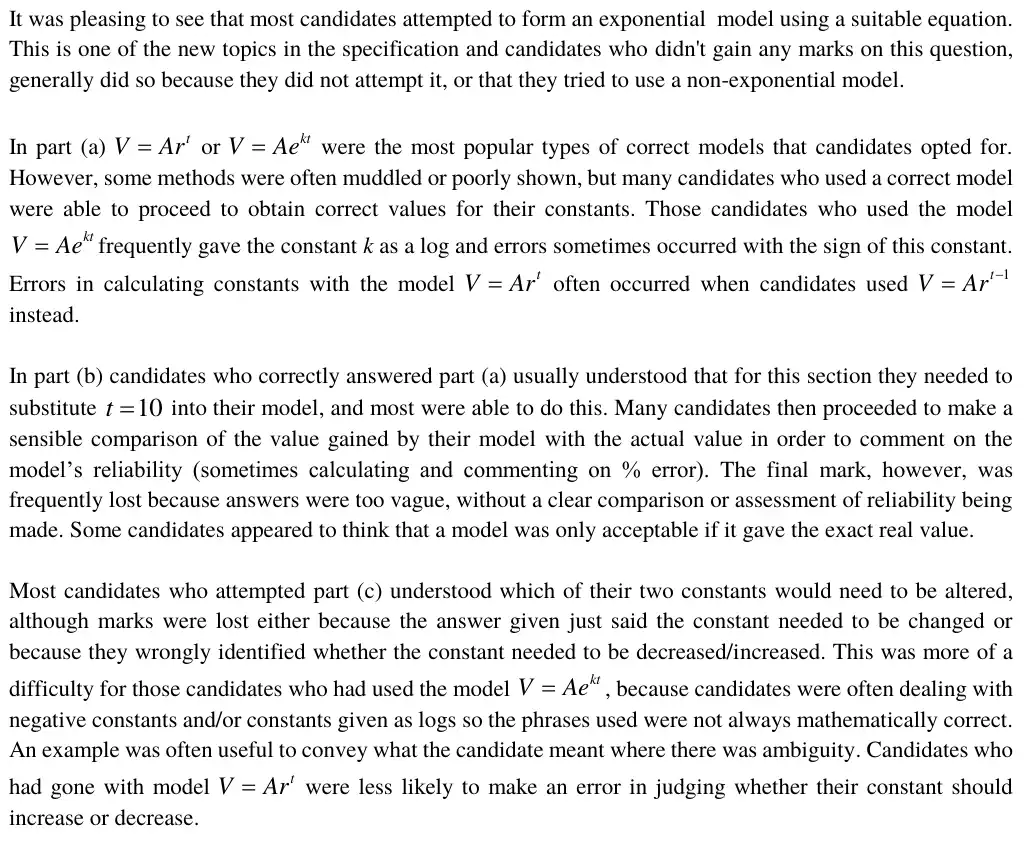 It was pleasing to see that most candidates attempted to form an exponential model using a suitable equation.
This is one of the new topics in the specification and candidates who didn't gain any marks on this question,
generally did so because they did not attempt it, or that they tried to use a non-exponential model.
In part (a) V = Ar^t or V = Ae^{kt} were the most popular types of correct models that candidates opted for.
However, some methods were often muddled or poorly shown, but many candidates who used a correct model
were able to proceed to obtain correct values for their constants. Those candidates who used the model
V = Ae^{kt} frequently gave the constant k as a log and errors sometimes occurred with the sign of this constant.
Errors in calculating constants with the model V = Ar^t often occurred when candidates used V = Ar^{t−1}
instead.
In part (b) candidates who correctly answered part (a) usually understood that for this section they needed to
substitute t = 10 into their model, and most were able to do this. Many candidates then proceeded to make a
sensible comparison of the value gained by their model with the actual value in order to comment on the
model's reliability (sometimes calculating and commenting on % error). The final mark, however, was
frequently lost because answers were too vague, without a clear comparison or assessment of reliability being
made. Some candidates appeared to think that a model was only acceptable if it gave the exact real value.
Most candidates who attempted part (c) understood which of their two constants would need to be altered,
although marks were lost either because the answer given just said the constant needed to be changed or
because they wrongly identified whether the constant needed to be decreased/increased. This was more of a
difficulty for those candidates who had used the model V = Ae^{kt}, because candidates were often dealing with
negative constants and/or constants given as logs so the phrases used were not always mathematically correct.
An example was often useful to convey what the candidate meant where there was ambiguity. Candidates who
had gone with model V = Ar^t were less likely to make an error in judging whether their constant should
increase or decrease.